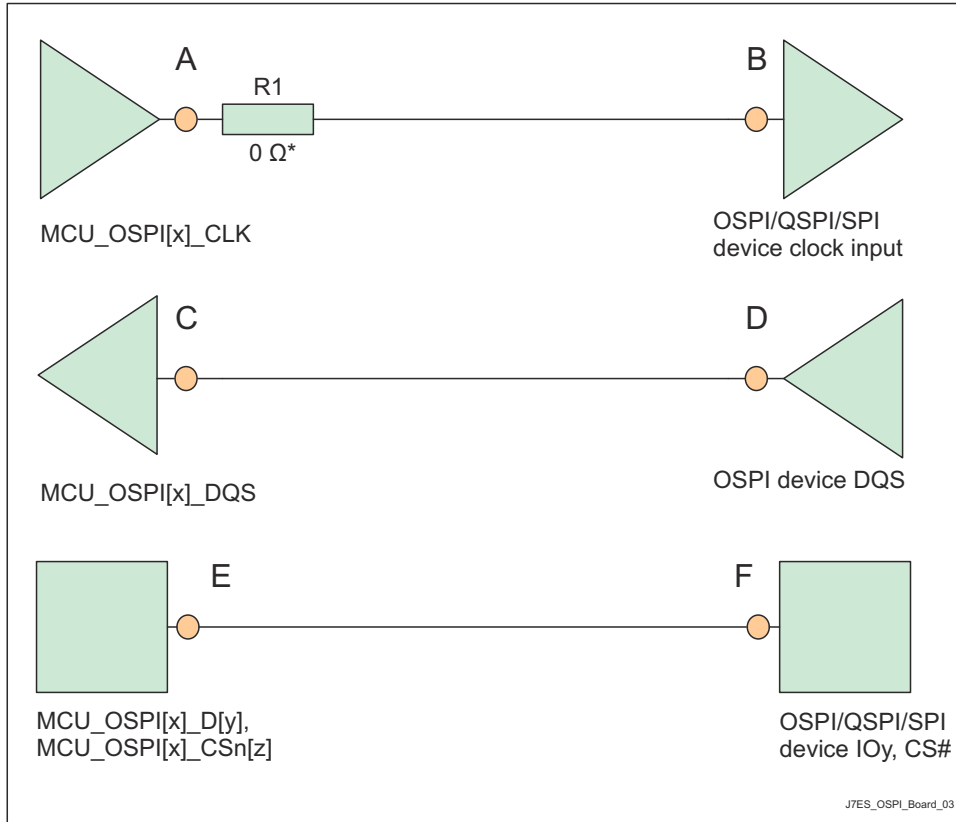 A
B
R1
0 Ω*
MCU_OSPI[x]_CLK
OSPI/QSPI/SPI
device clock input
C
D
MCU_OSPI[x]_DQS
OSPI device DQS
E
F
MCU_OSPI[x]_D[y],
MCU_OSPI[x]_CSn[z]
OSPI/QSPI/SPI
device IOy, CS#
J7ES_OSPI_Board_03